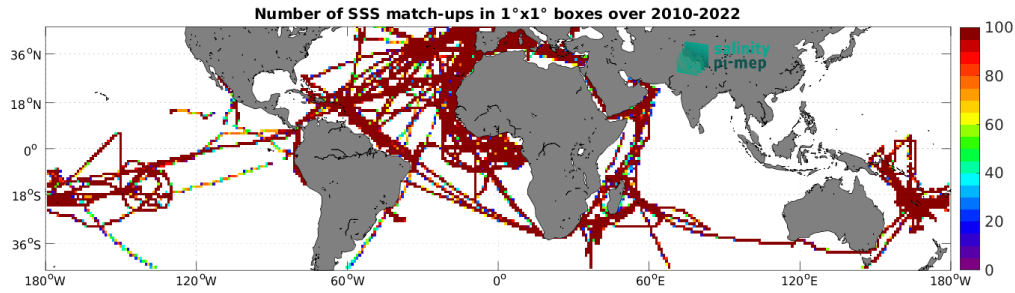 Number of SSS match-ups in 1°x1° boxes over 2010-2022
salinity
pi-mep
36°N
18°N
0°
18°S
36°S
180°W
120°W
60°W
0°
60°E
120°E
180°W
100
80
60
40
20
0